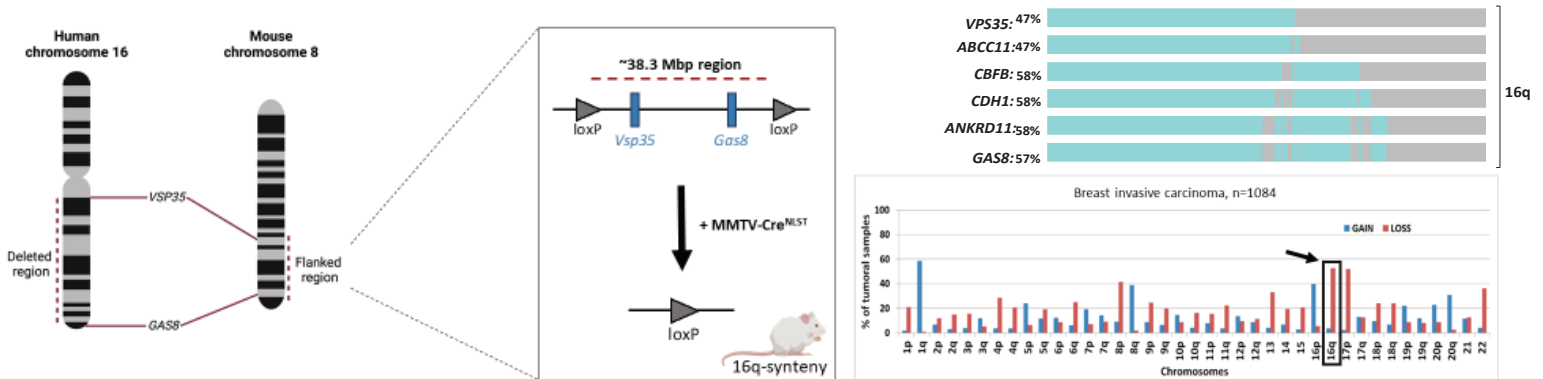 Human
chromosome 16
Mouse
chromosome 8
VSP35
Deleted
region
Flanked
region
GAS8
~38.3 Mbp region
loxP
Vsp35
Gas8
loxP
+ MMTV-CreNLST
loxP
16q-synteny
VPS35: 47%
ABCC11: 47%
CBFB: 58%
CDH1: 58%
ANKRD11: 58%
GAS8: 57%
16q
Breast invasive carcinoma, n=1084
GAIN LOSS
% of tumoral samples
100
80
60
40
20
0
1p 1q 2p 2q 3p 3q 4p 4q 5p 5q 6q 6q 7p 7q 8p 8q 9p 9q 10p 10q 11p 11q 12p 12q 13 14 15 16p 16q 17p 17q 18p 18q 19p 19q 20p 20q 21 22
Chromosomes